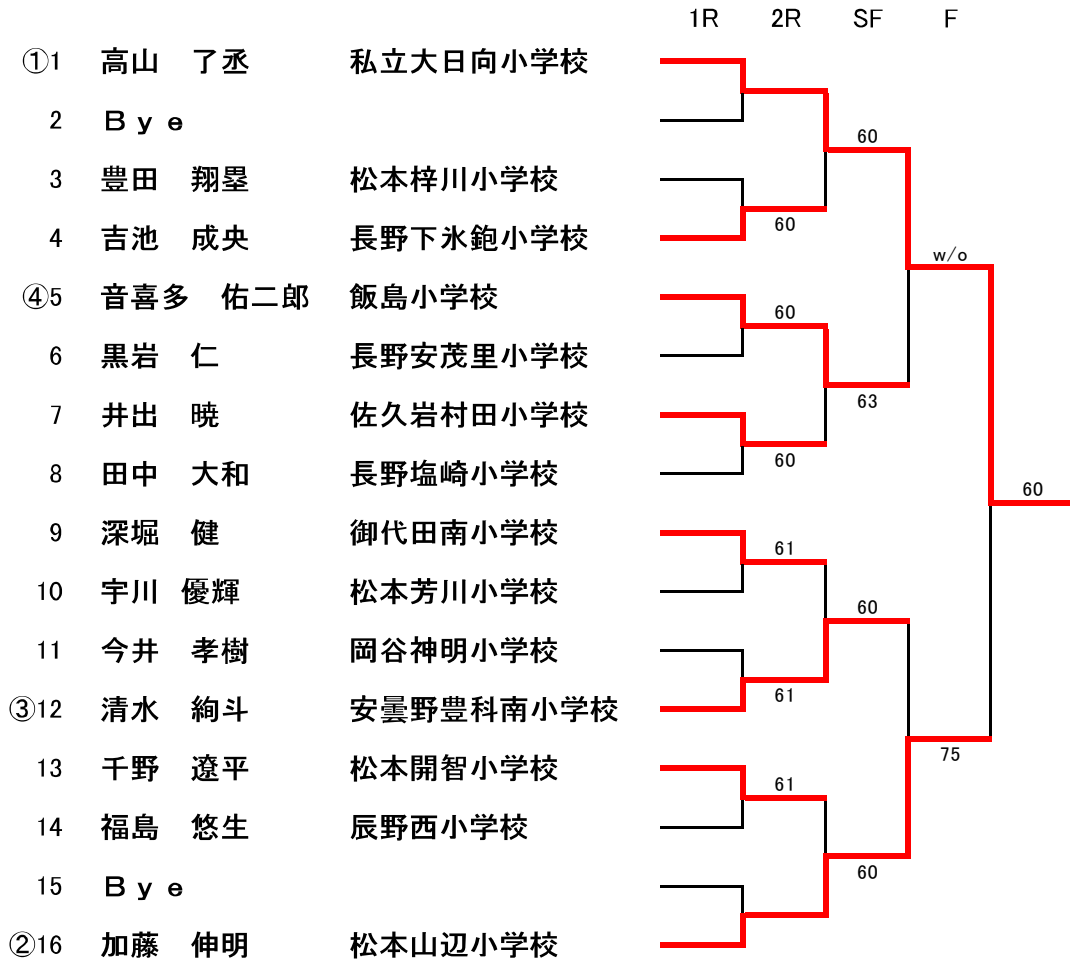 1R 2R SF F
①1 高山 了丞 私立大日向小学校
2 Ｂｙｅ
60
3 豊田 翔塁 松本梓川小学校
4 吉池 成央 長野下氷鉋小学校
60
w/o
④5 音喜多 佑二郎 飯島小学校
60
6 黒岩 仁 長野安茂里小学校
63
7 井出 暁 佐久岩村田小学校
60
8 田中 大和 長野塩崎小学校
60
9 深堀 健 御代田南小学校
61
10 宇川 優輝 松本芳川小学校
60
11 今井 孝樹 岡谷神明小学校
61
③12 清水 絢斗 安曇野豊科南小学校
75
13 千野 遼平 松本開智小学校
61
14 福島 悠生 辰野西小学校
60
15 Ｂｙｅ
②16 加藤 伸明 松本山辺小学校